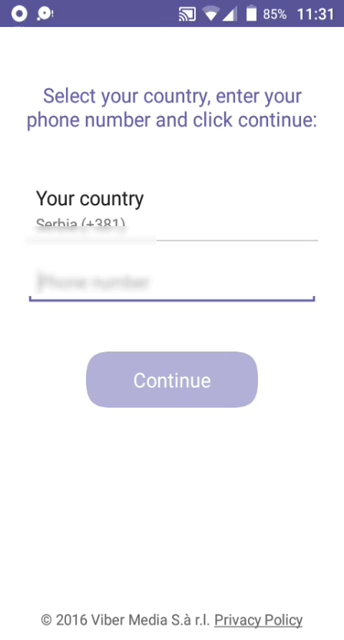 85% 11:31
Select your country, enter your
phone number and click continue:
Your country
Serbia (+381)
Phone number
Continue
© 2016 Viber Media S.à r.l. Privacy Policy